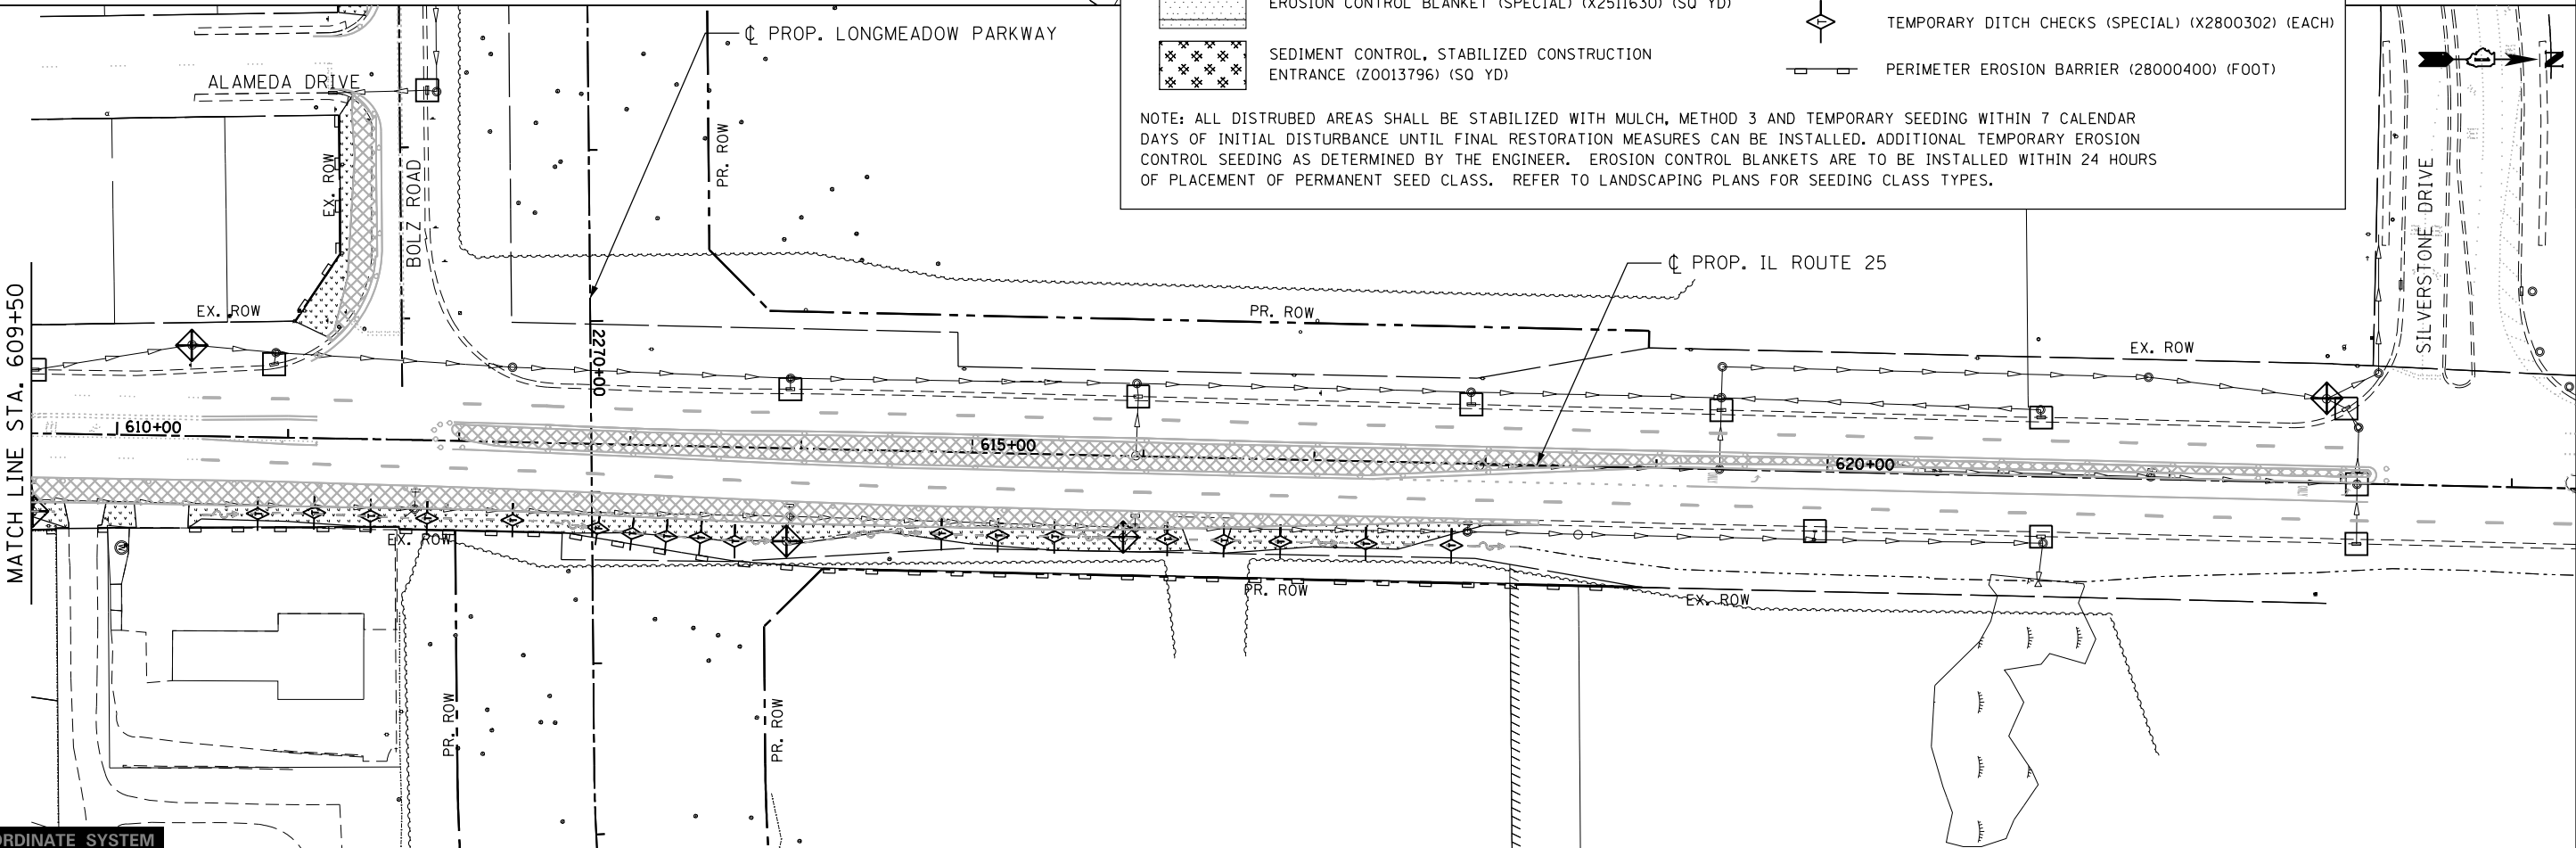 EROSION CONTROL BLANKET (SPECIAL) (X2511630) (SQ YD)
SEDIMENT CONTROL, STABILIZED CONSTRUCTION
ENTRANCE (Z0013796) (SQ YD)
TEMPORARY DITCH CHECKS (SPECIAL) (X2800302) (EACH)
PERIMETER EROSION BARRIER (28000400) (FOOT)
NOTE: ALL DISTRUBED AREAS SHALL BE STABILIZED WITH MULCH, METHOD 3 AND TEMPORARY SEEDING WITHIN 7 CALENDAR
DAYS OF INITIAL DISTURBANCE UNTIL FINAL RESTORATION MEASURES CAN BE INSTALLED. ADDITIONAL TEMPORARY EROSION
CONTROL SEEDING AS DETERMINED BY THE ENGINEER. EROSION CONTROL BLANKETS ARE TO BE INSTALLED WITHIN 24 HOURS
OF PLACEMENT OF PERMANENT SEED CLASS. REFER TO LANDSCAPING PLANS FOR SEEDING CLASS TYPES.
N
℄ PROP. LONGMEADOW PARKWAY
ALAMEDA DRIVE
EX. ROW
BOLZ ROAD
PR. ROW
SILVERSTONE DRIVE
℄ PROP. IL ROUTE 25
EX. ROW
PR. ROW
EX. ROW
MATCH LINE STA. 609+50
2270+00
610+00
615+00
620+00
EX. ROW
PR. ROW
EX. ROW
PR. ROW
PR. ROW
ORDINATE SYSTEM